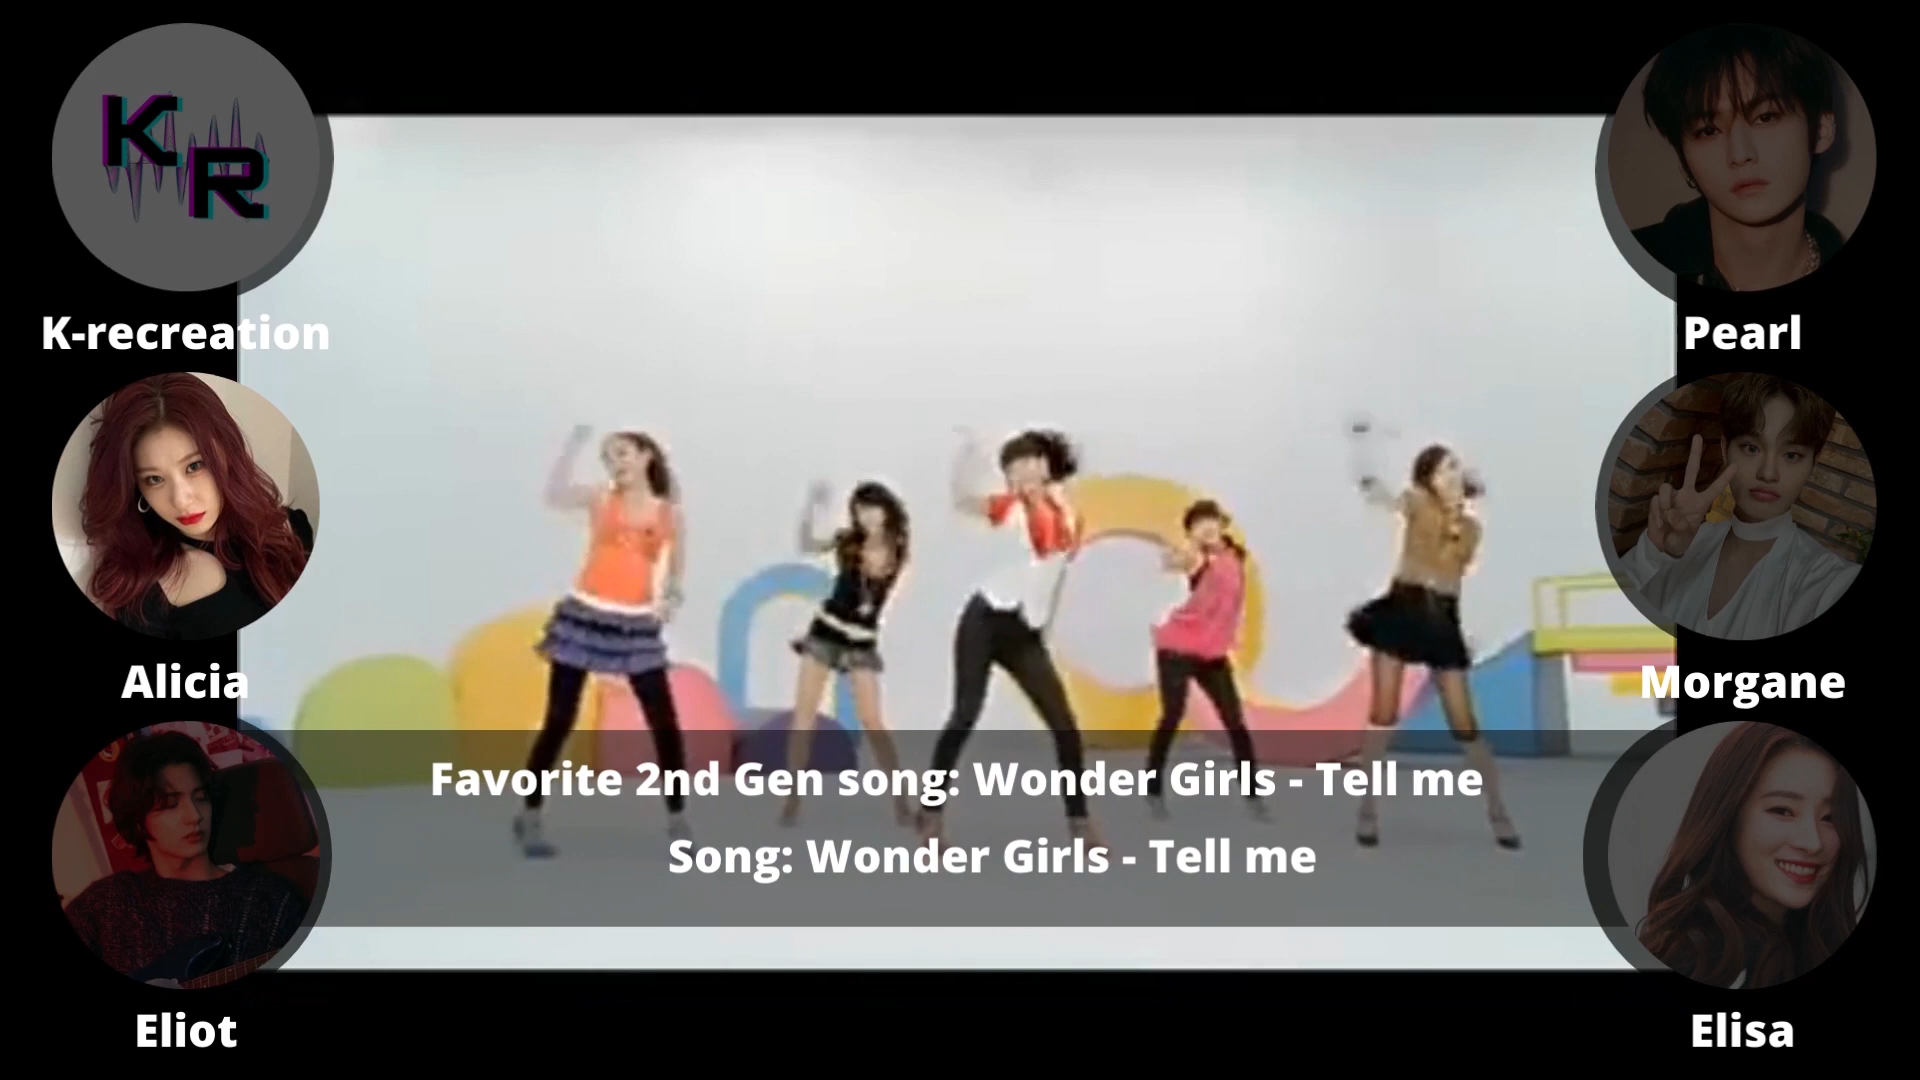 KR
K-recreation
Pearl
Alicia
Morgane
Favorite 2nd Gen song: Wonder Girls - Tell me
Song: Wonder Girls - Tell me
Eliot
Elisa